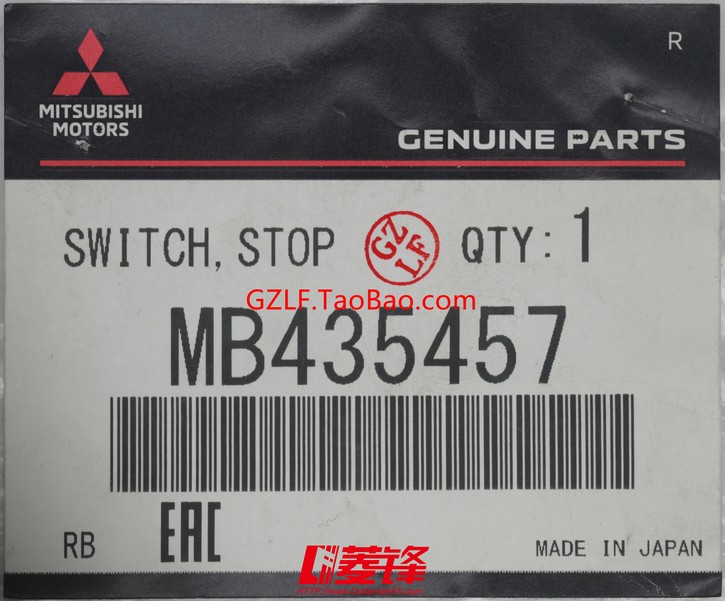 R
MITSUBISHI
MOTORS
GENUINE PARTS
SWITCH, STOP
GZ
LF
QTY: 1
GZLF.TaoBao.com
MB435457
RB
EAC
MADE IN JAPAN
菱锋